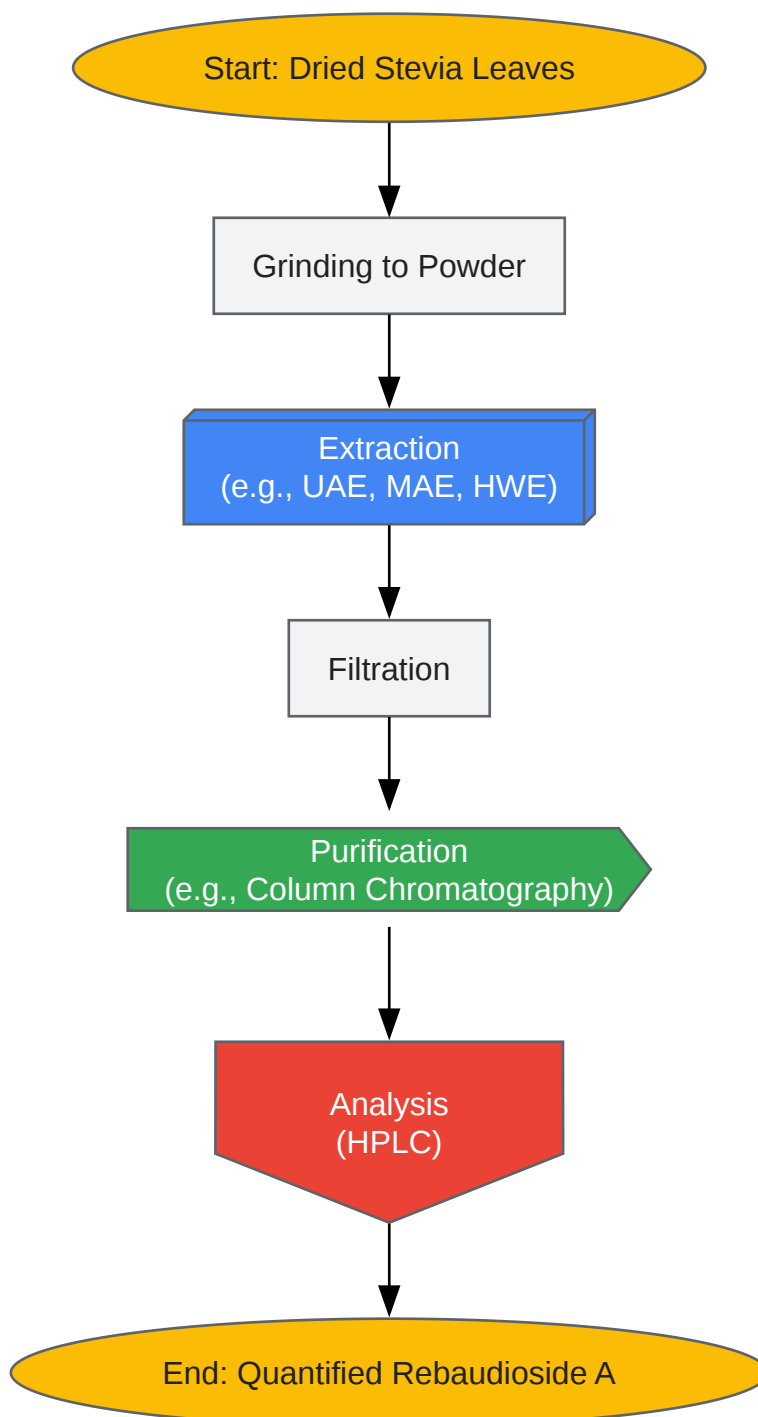 Start: Dried Stevia Leaves
Grinding to Powder
Extraction
(e.g., UAE, MAE, HWE)
Filtration
Purification
(e.g., Column Chromatography)
Analysis
(HPLC)
End: Quantified Rebaudioside A